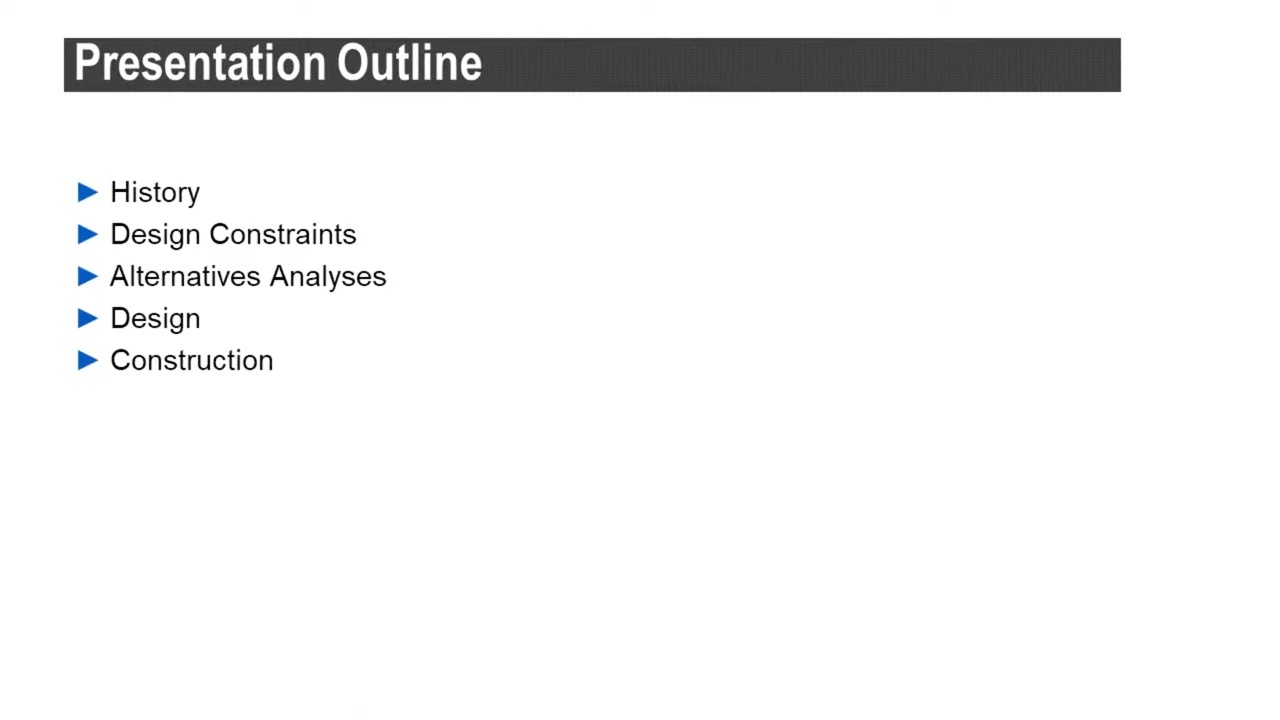 Presentation Outline
History
Design Constraints
Alternatives Analyses
Design
Construction